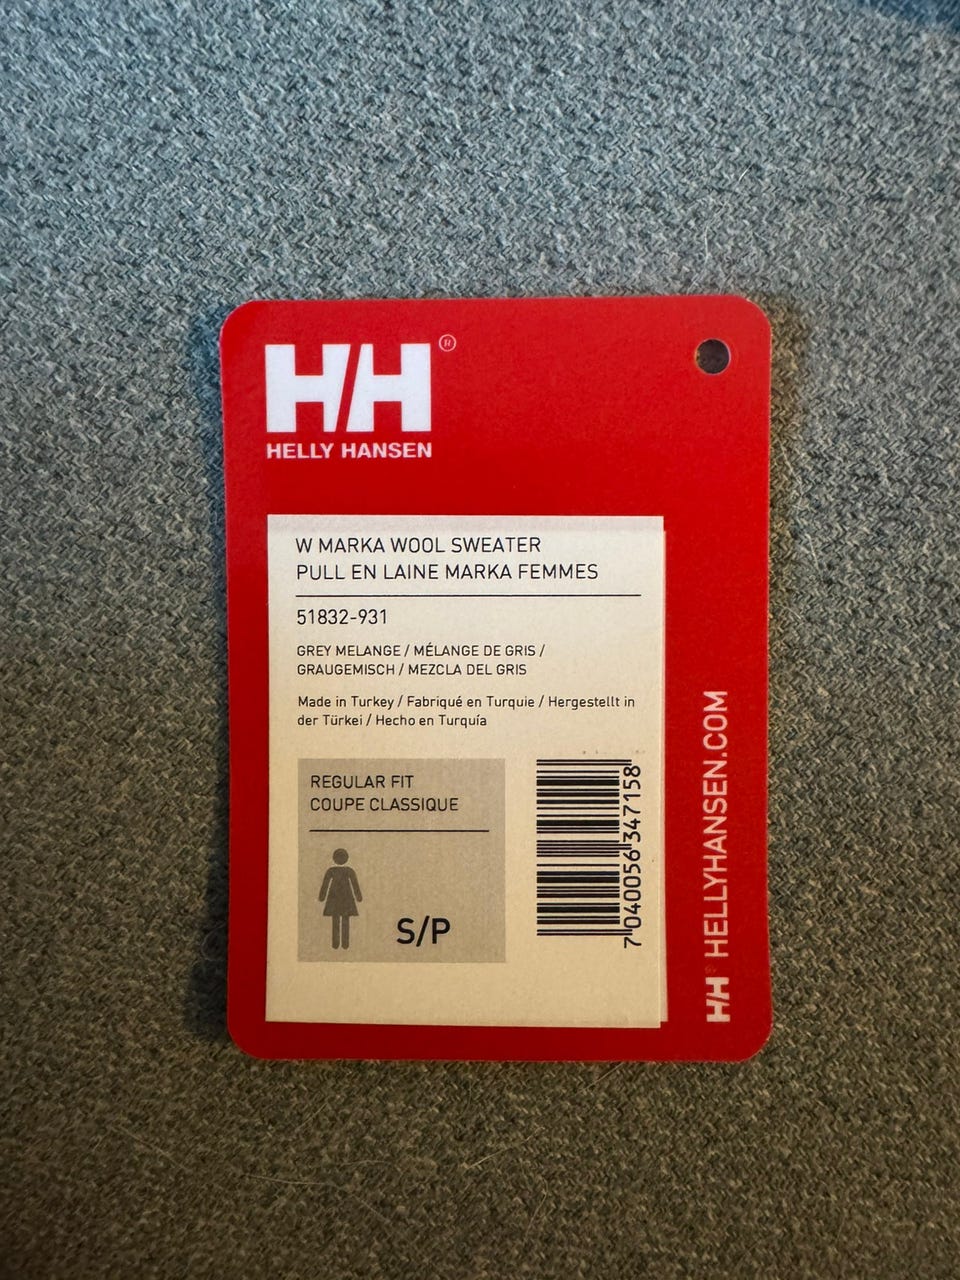 HH®
HELLY HANSEN
W MARKA WOOL SWEATER
PULL EN LAINE MARKA FEMMES
51832-931
GREY MELANGE / MÉLANGE DE GRIS /
GRAUGEMISCH / MEZCLA DEL GRIS
Made in Turkey / Fabriqué en Turquie / Hergestellt in
der Türkei / Hecho en Turquía
REGULAR FIT
COUPE CLASSIQUE
S/P
7 040056 347158
HH® HELLYHANSEN.COM